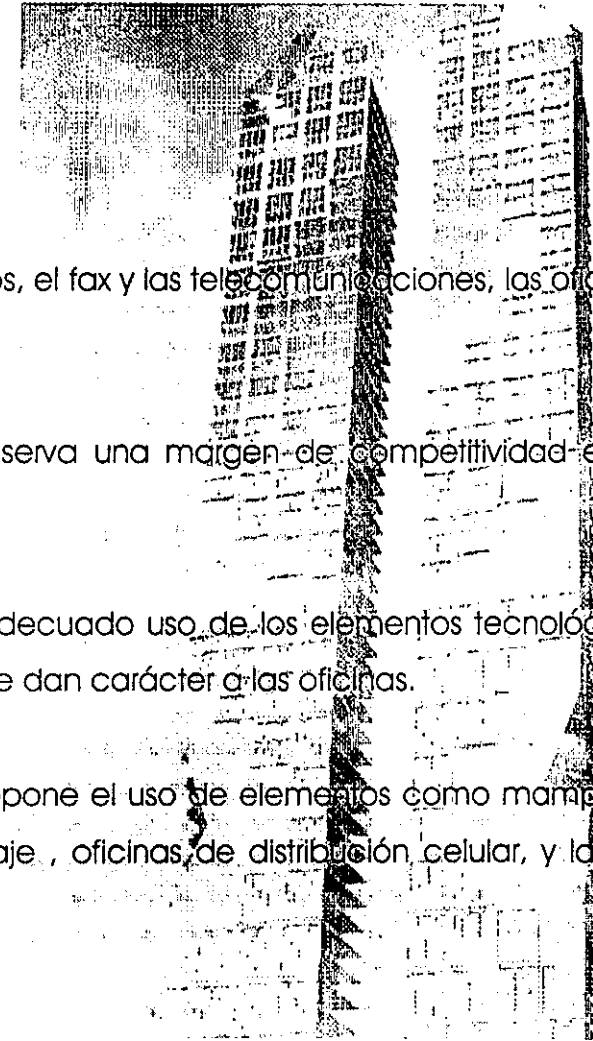 os, el fax y las telecomunicaciones, las ofic
serva una margen de competitividad e
decuado uso de los elementos tecnológ
e dan carácter a las oficinas.
pone el uso de elementos como mamp
aje , oficinas de distribución celular, y la